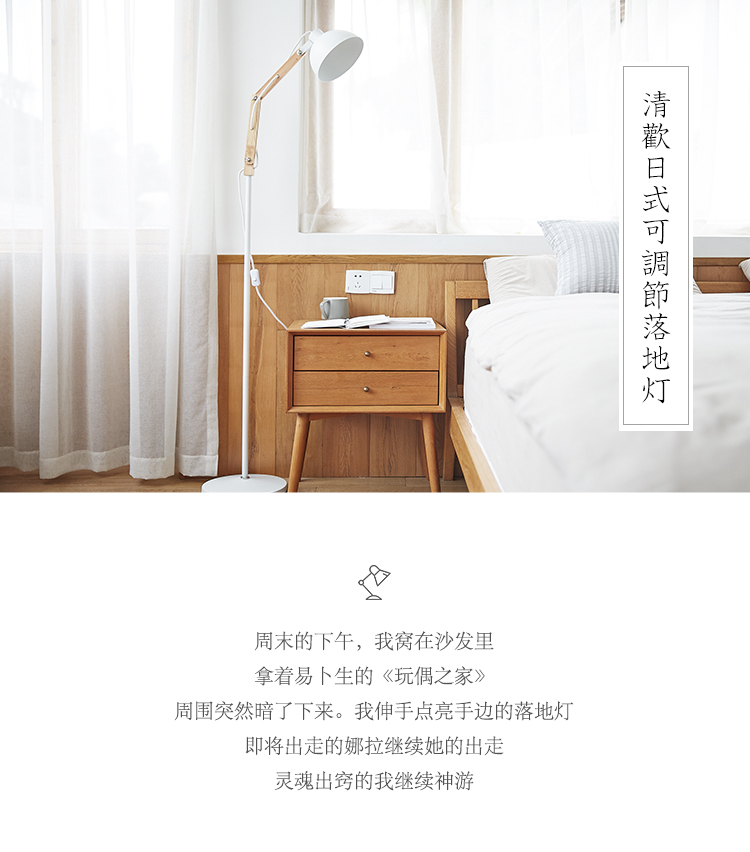 清歡日式可調節落地灯
周末的下午，我窝在沙发里
拿着易卜生的《玩偶之家》
周围突然暗了下来。我伸手点亮手边的落地灯
即将出走的娜拉继续她的出走
灵魂出窍的我继续神游